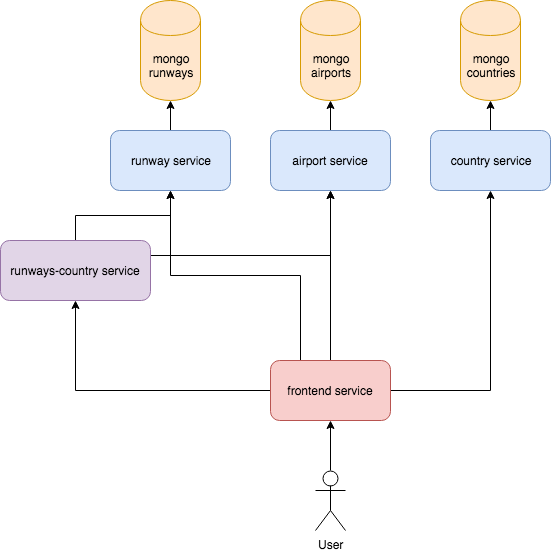 mongo
runways
mongo
airports
mongo
countries
runway service
airport service
country service
runways-country service
frontend service
User